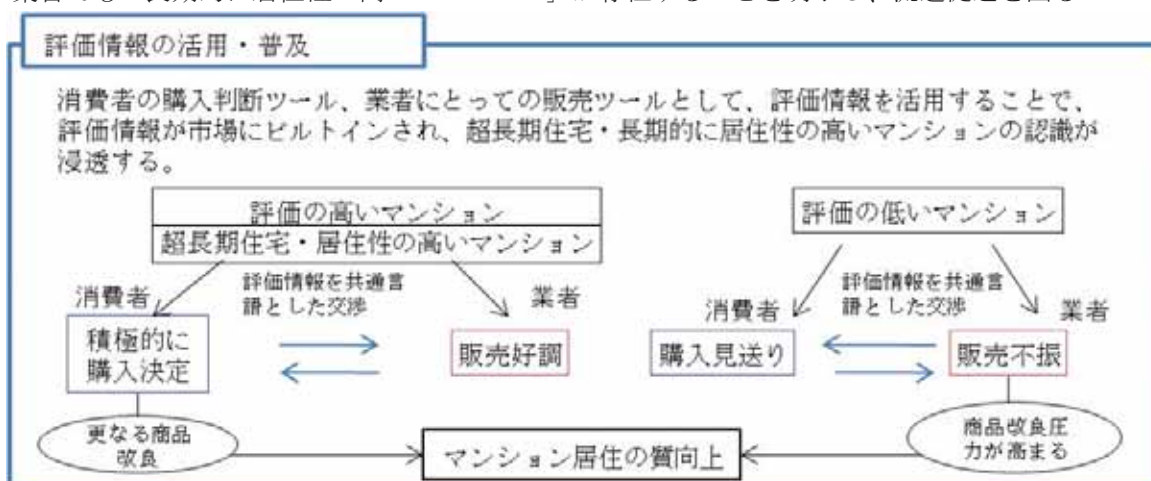 評価情報の活用・普及
消費者の購入判断ツール、業者にとっての販売ツールとして、評価情報を活用することで、
評価情報が市場にビルトインされ、超長期住宅・長期的に居住性の高いマンションの認識が
浸透する。
評価の高いマンション
超長期住宅・居住性の高いマンション
消費者
評価情報を共通言
語とした交渉
業者
積極的に
購入決定
販売好調
更なる商品
改良
評価の低いマンション
消費者
評価情報を共通言
語とした交渉
業者
購入見送り
販売不振
商品改良圧
力が高まる
マンション居住の質向上